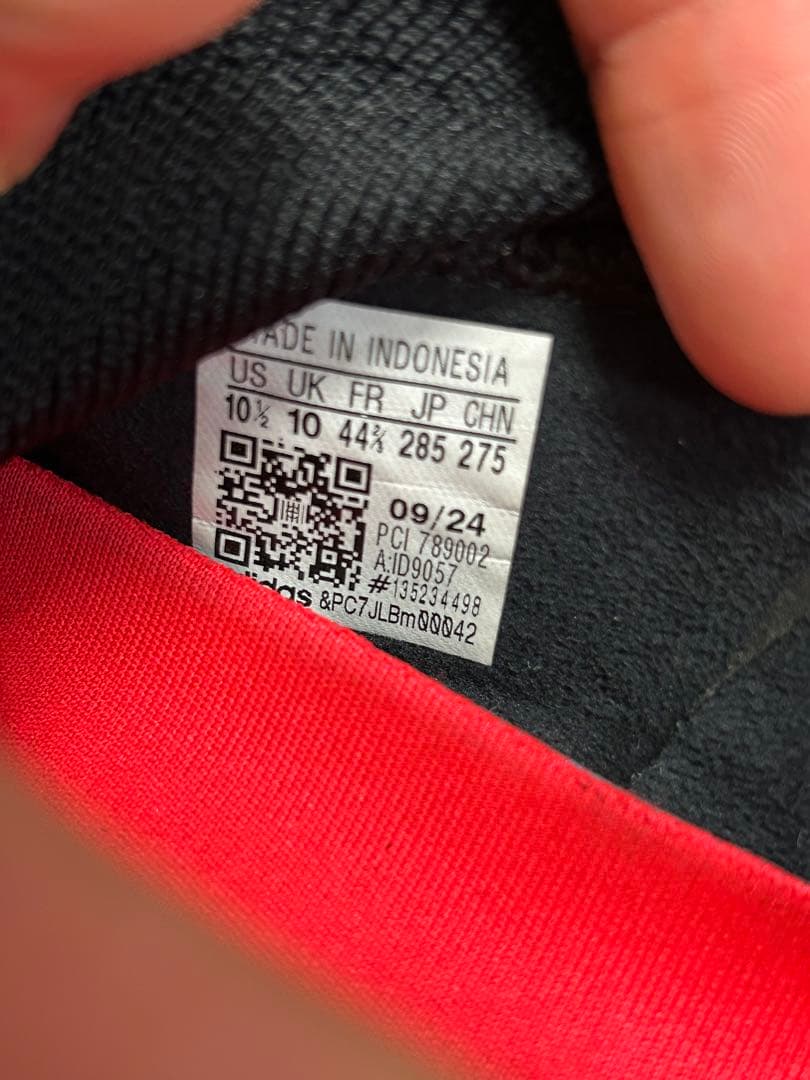 MADE IN INDONESIA
US UK FR JP CHN
10½ 10 44⅔ 285 275
09/24
PCI 789002
A:ID9057
#135234498
adidas &PC7JLBm00042